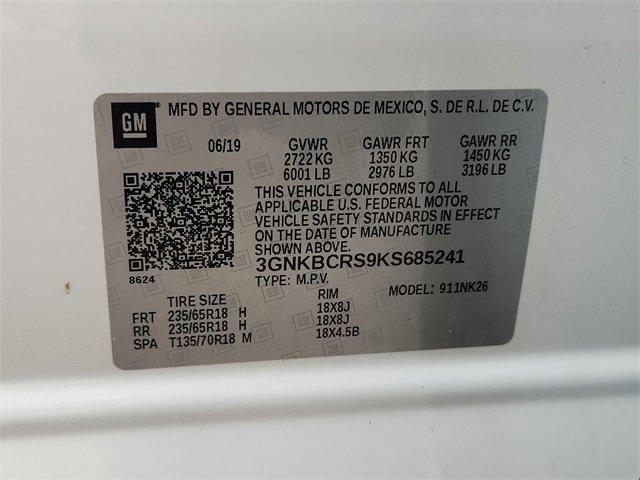 GM ® MFD BY GENERAL MOTORS DE MEXICO, S. DE R.L. DE C.V.
06/19 GVWR GAWR FRT GAWR RR
2722 KG 1350 KG 1450 KG
6001 LB 2976 LB 3196 LB
THIS VEHICLE CONFORMS TO ALL
APPLICABLE U.S. FEDERAL MOTOR
VEHICLE SAFETY STANDARDS IN EFFECT
ON THE DATE OF MANUFACTURE
SHOWN ABOVE.
3GNKBCRS9KS685241
8624
TYPE: M.P.V. MODEL: 911NK26
TIRE SIZE RIM
FRT 235/65R18 H 18X8J
RR 235/65R18 H 18X8J
SPA T135/70R18 M 18X4.5B